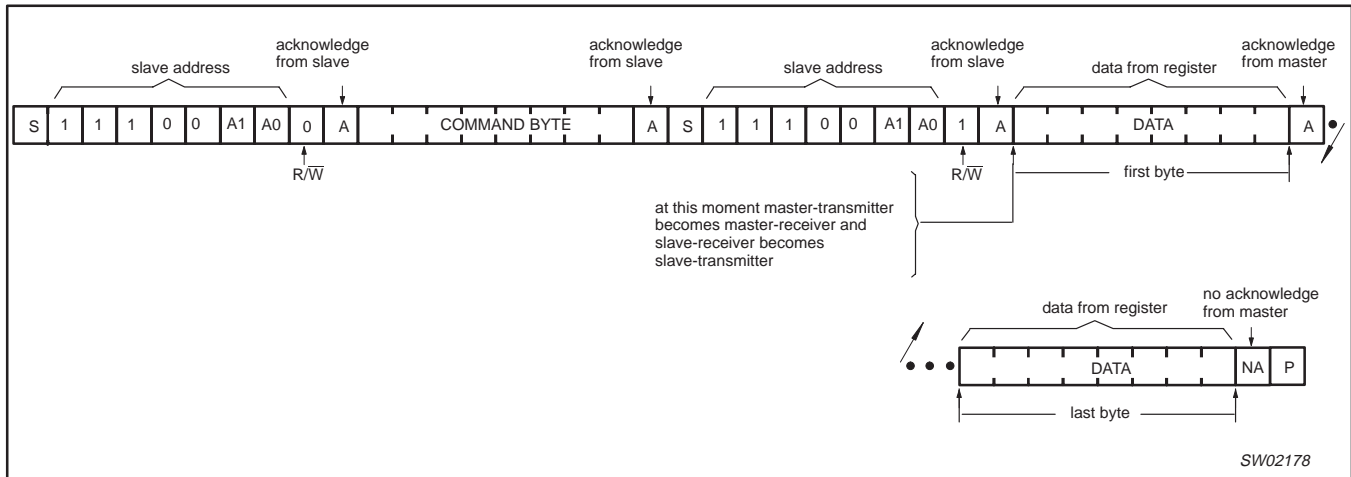 acknowledge
from slave
acknowledge
from slave
acknowledge
from slave
acknowledge
from master
slave address
slave address
data from register
S 1 1 1 0 0 A1 A0 0 A COMMAND BYTE A S 1 1 1 0 0 A1 A0 1 A DATA A
R/W̅
R/W̅
first byte
at this moment master-transmitter
becomes master-receiver and
slave-receiver becomes
slave-transmitter
data from register
no acknowledge
from master
DATA NA P
last byte
SW02178